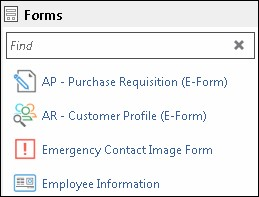 Forms
Find
AP - Purchase Requisition (E-Form)
AR - Customer Profile (E-Form)
Emergency Contact Image Form
Employee Information